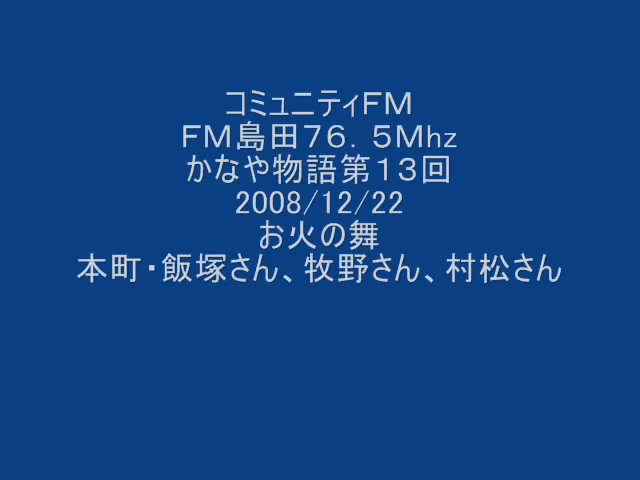 コミュニティＦＭ
ＦＭ島田７６．５Ｍhz
かなや物語第１３回
2008/12/22
お火の舞
本町・飯塚さん、牧野さん、村松さん